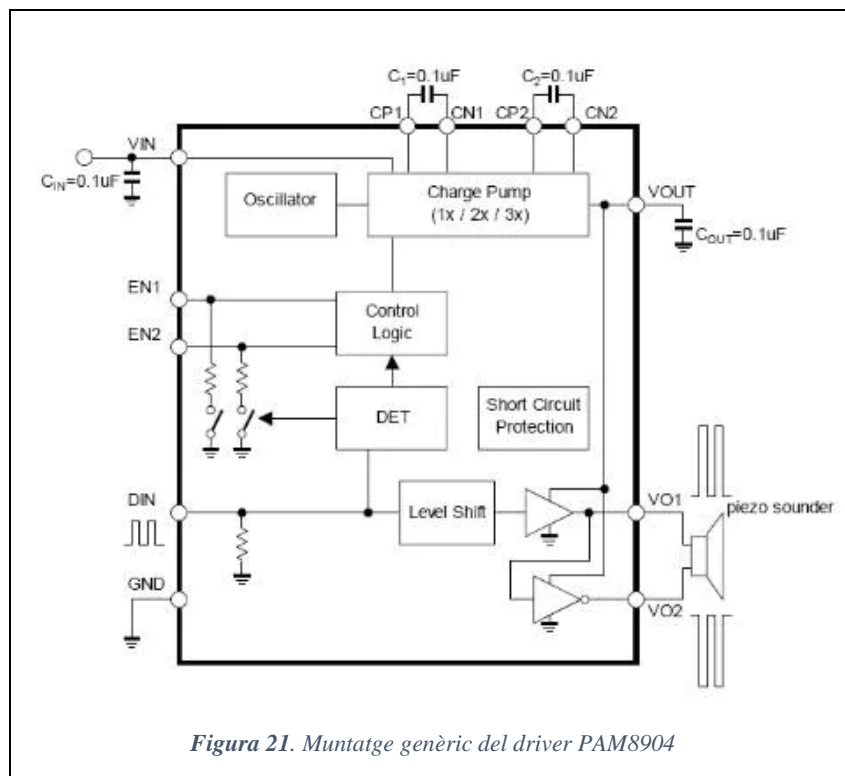 C1=0.1uF
C2=0.1uF
CP1
CN1
CP2
CN2
VIN
CIN=0.1uF
Oscillator
Charge Pump
(1x / 2x / 3x)
VOUT
COUT=0.1uF
EN1
EN2
Control
Logic
DET
Short Circuit
Protection
DIN
Level Shift
VO1
piezo sounder
GND
VO2
Figura 21. Muntatge genèric del driver PAM8904